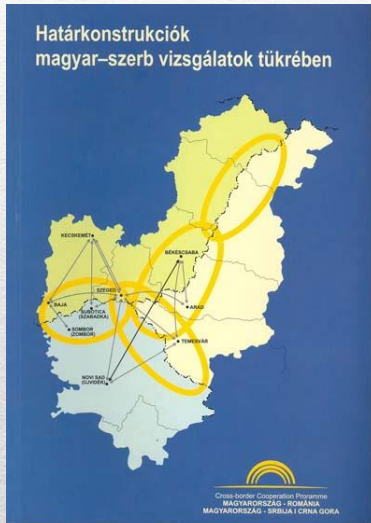 Határkonstrukciók
magyar–szerb vizsgálatok tükrében
KECSKEMÉT
BÉKÉSCSABA
SZEGED
BAJA
ARAD
SUBOTICA
(SZABADKA)
SOMBOR
(ZOMBOR)
TEMESVÁR
NOVI SAD
(ÚJVIDÉK)
Cross-border Cooperation Proramme
MAGYARORSZÁG - ROMÁNIA
MAGYARORSZÁG - SRBIJA I CRNA GORA